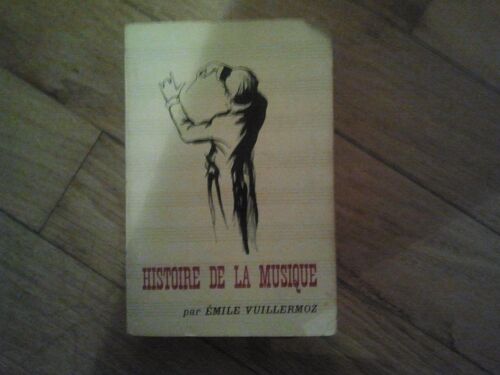 HISTOIRE DE LA MUSIQUE
par ÉMILE VUILLERMOZ